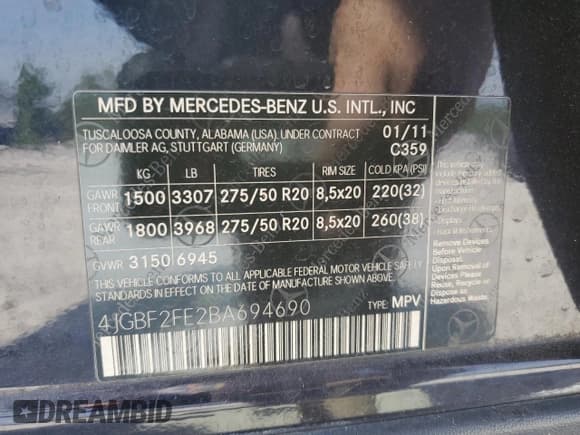 MFD BY MERCEDES-BENZ U.S. INTL., INC
TUSCALOOSA COUNTY, ALABAMA (USA). UNDER CONTRACT 01/11
FOR DAIMLER AG, STUTTGART (GERMANY) C359
KG LB TIRES RIM SIZE COLD KPA (PSI)
GAWR FRONT 1500 3307 275/50 R20 8,5x20 220(32)
GAWR REAR 1800 3968 275/50 R20 8,5x20 260(38)
GVWR 3150 6945
THIS VEHICLE CONFORMS TO ALL APPLICABLE FEDERAL MOTOR VEHICLE SAFETY
STANDARDS IN EFFECT ON THE DATE OF MANUFACTURE SHOWN ABOVE.
4JGBF2FE2BA694690 TYPE: MPV
Displays
Remove Devices
Before Vehicle
Disposal.
Upon Removal of
Devices
Dispose as
Hazardous Waste.
DREAMBID